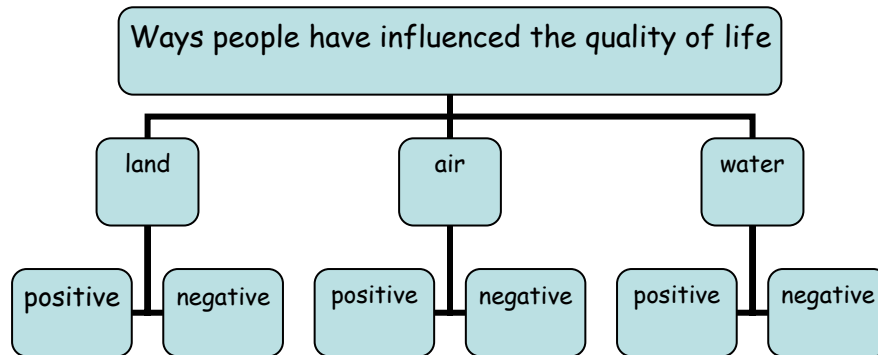 Ways people have influenced the quality of life
land
air
water
positive
negative
positive
negative
positive
negative